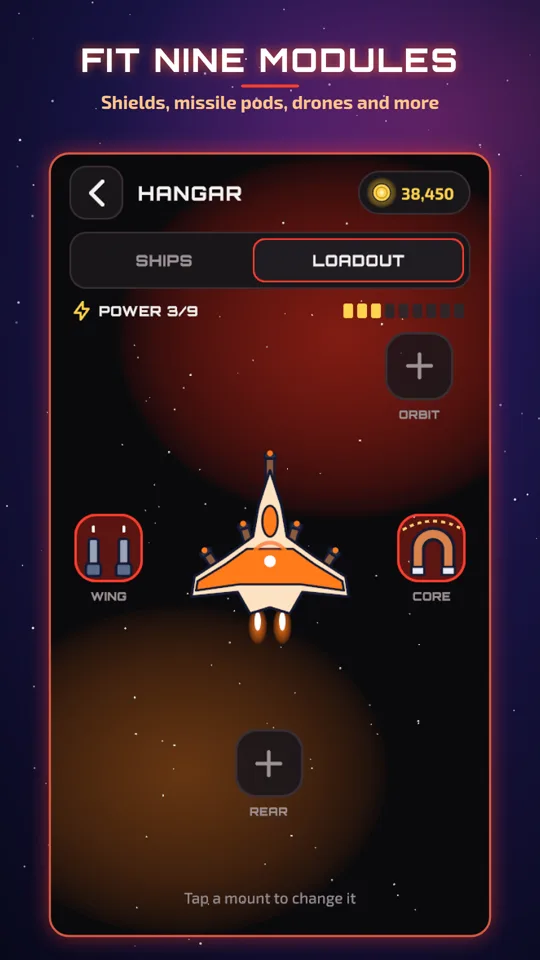 FIT NINE MODULES
Shields, missile pods, drones and more
HANGAR
38,450
SHIPS
LOADOUT
POWER 3/9
ORBIT
WING
CORE
REAR
Tap a mount to change it